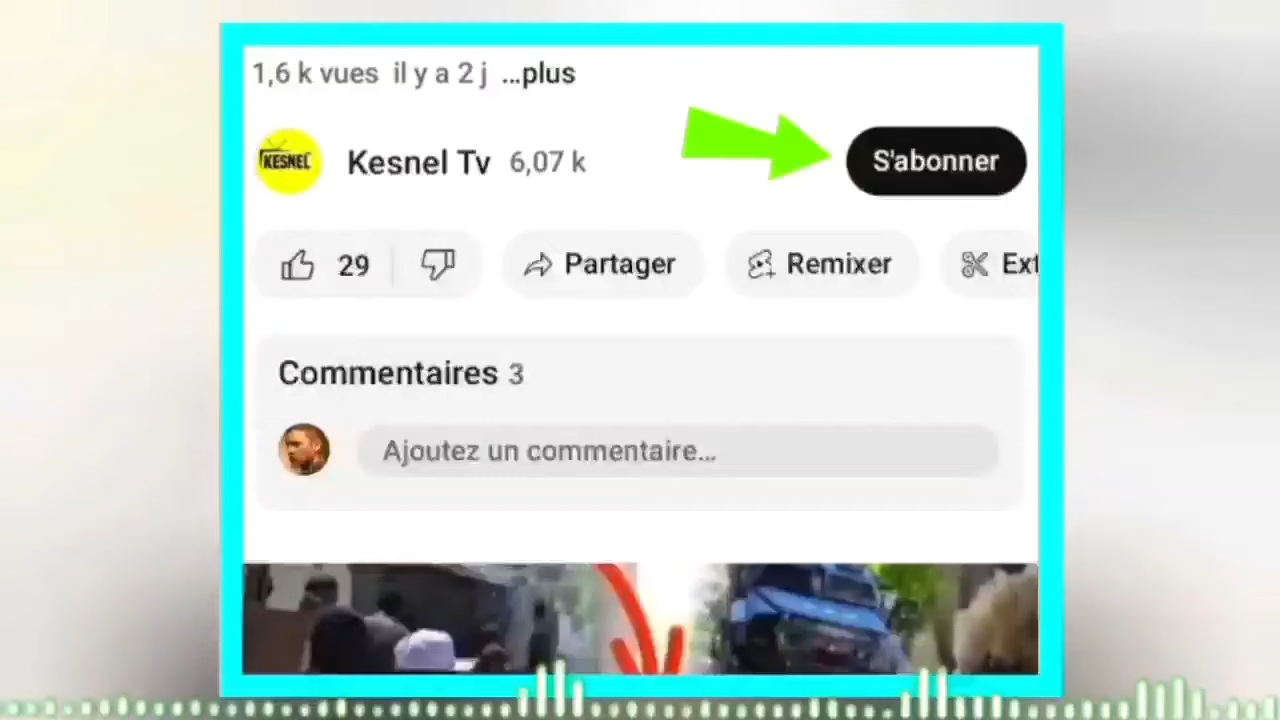 1,6 k vues il y a 2 j ...plus
KESNEL
Kesnel Tv 6,07 k
S'abonner
29
Partager
Remixer
Ext
Commentaires 3
Ajoutez un commentaire...